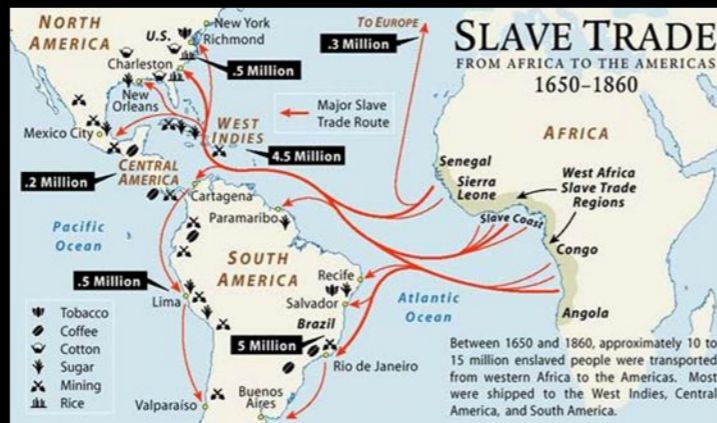 SLAVE TRADE
FROM AFRICA TO THE AMERICAS
1650–1860
NORTH
AMERICA
U.S.
New York
Richmond
Charleston
.5 Million
New
Orleans
Mexico City
WEST
INDIES
4.5 Million
.2 Million
CENTRAL
AMERICA
TO EUROPE
.3 Million
Major Slave
Trade Route
AFRICA
Senegal
Sierra
Leone
West Africa
Slave Trade
Regions
Slave Coast
Congo
Angola
Pacific
Ocean
Cartagena
Paramaribo
SOUTH
AMERICA
.5 Million
Lima
Recife
Salvador
Brazil
5 Million
Rio de Janeiro
Atlantic
Ocean
Buenos
Aires
Valparaíso
Tobacco
Coffee
Cotton
Sugar
Mining
Rice
Between 1650 and 1860, approximately 10 to
15 million enslaved people were transported
from western Africa to the Americas. Most
were shipped to the West Indies, Central
America, and South America.